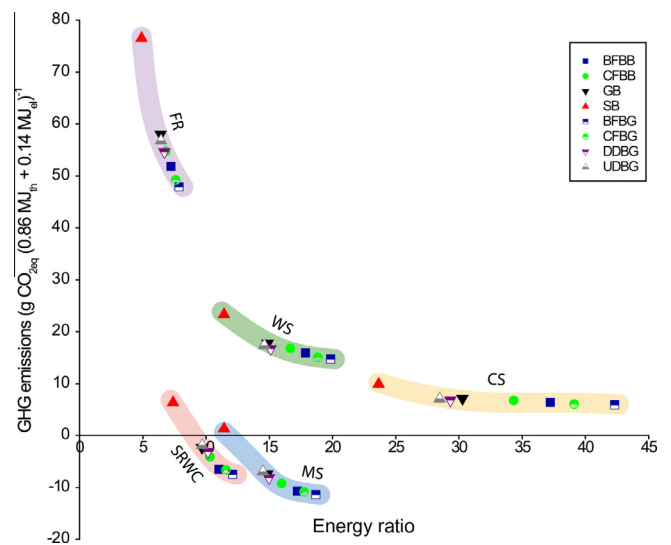 80
70
60
50
40
30
20
10
0
-10
-20
GHG emissions (g CO2eq (0.86 MJth + 0.14 MJel)-1
5
10
15
20
25
30
35
40
45
Energy ratio
FR
WS
CS
SRWC
MS
BFBB
CFBB
GB
SB
BFBG
CFBG
DDBG
UDBG